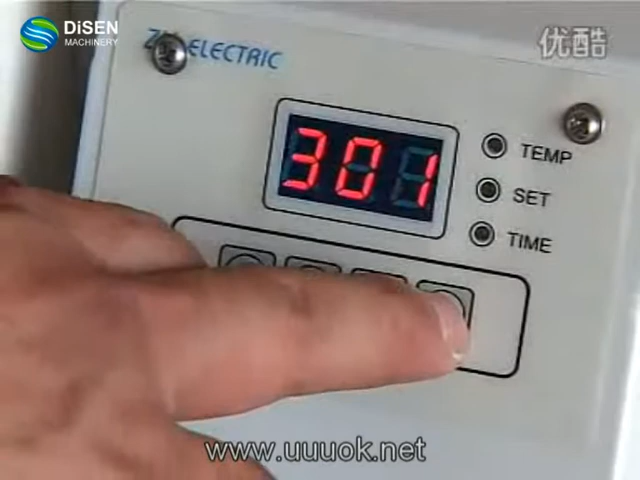 DiSEN
MACHINERY
优酷
ELECTRIC
301
TEMP
SET
TIME
www.uuuok.net